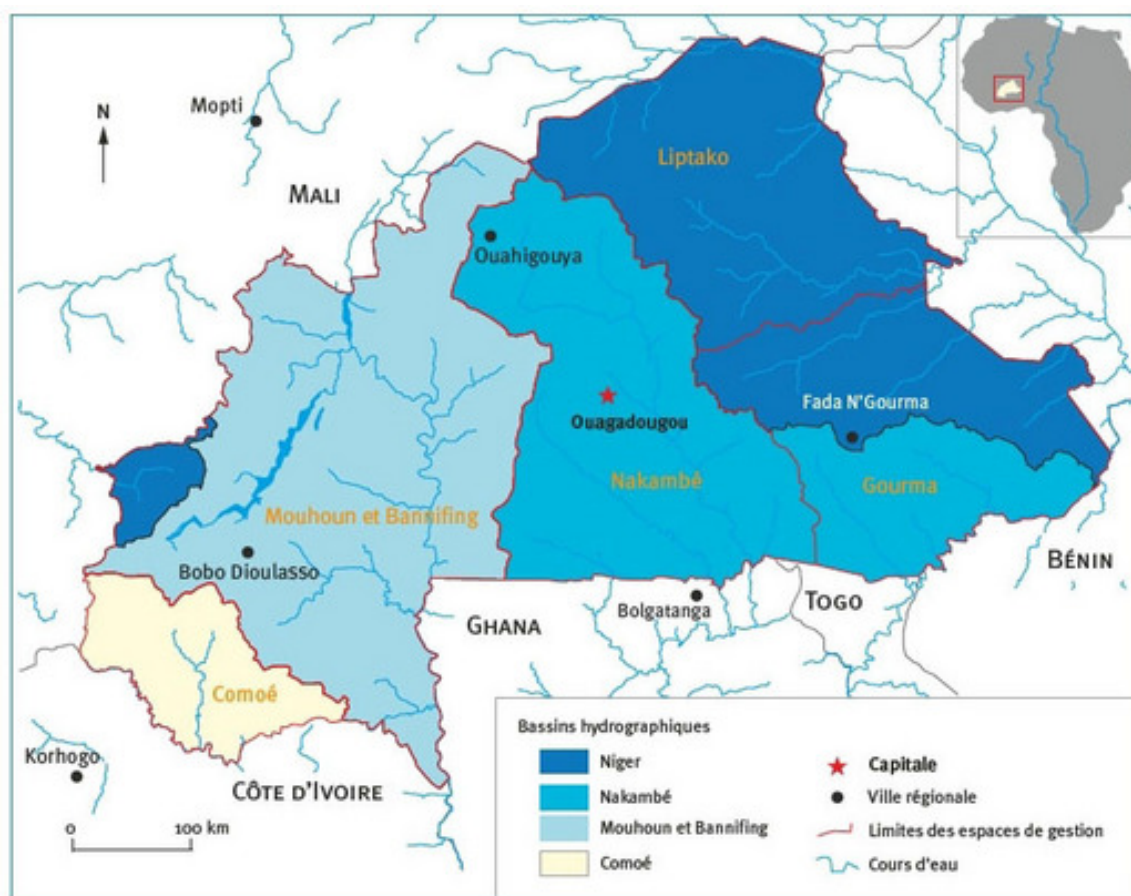 N
Mopti
MALI
Liptako
Ouahigouya
Fada N'Gourma
Ouagadougou
Nakambé
Gourma
Mouhoun et Bannifing
Bobo Dioulasso
BÉNIN
Bolgatanga
TOGO
GHANA
Comoé
Korhogo
CÔTE D'IVOIRE
0 100 km
Bassins hydrographiques
Niger
Nakambé
Mouhoun et Bannifing
Comoé
Capitale
Ville régionale
Limites des espaces de gestion
Cours d'eau